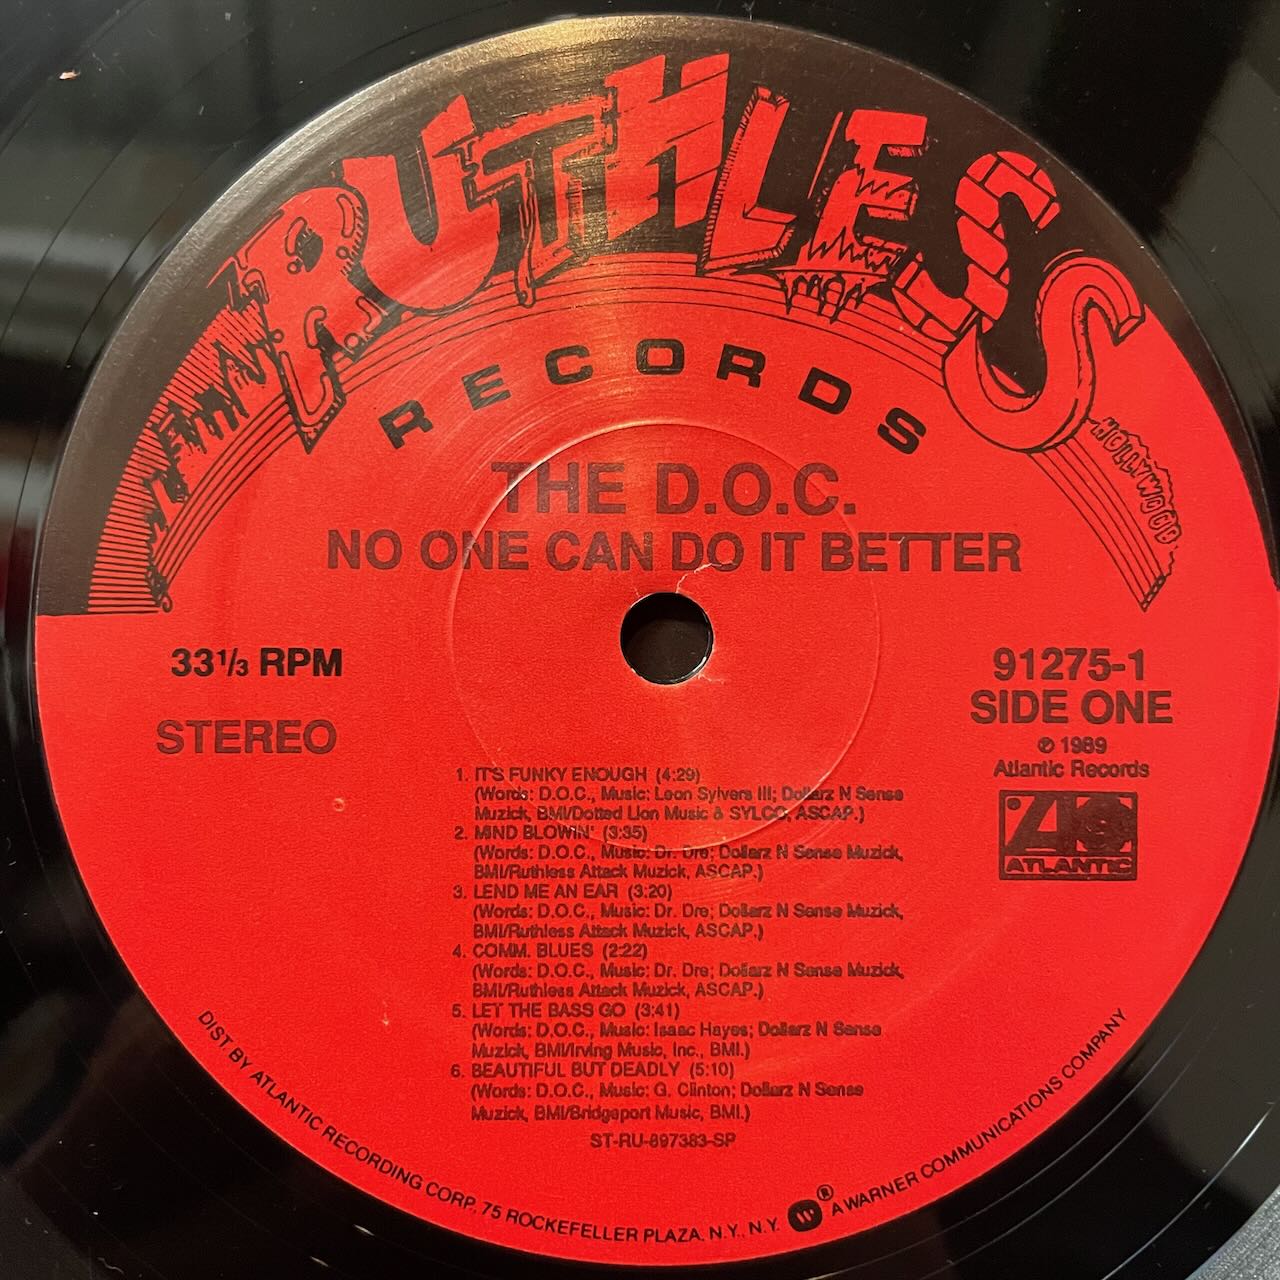 RUTHLESS
RECORDS
HOLLYWOOD
THE D.O.C.
NO ONE CAN DO IT BETTER
33⅓ RPM
STEREO
91275-1
SIDE ONE
℗ 1989
Atlantic Records
ATLANTIC
1. IT'S FUNKY ENOUGH (4:29)
(Words: D.O.C., Music: Leon Sylvers III; Dollarz N Sense
Muzick, BMI/Dotted Lion Music & SYLCO, ASCAP.)
2. MIND BLOWIN' (3:35)
(Words: D.O.C., Music: Dr. Dre; Dollarz N Sense Muzick,
BMI/Ruthless Attack Muzick, ASCAP.)
3. LEND ME AN EAR (3:20)
(Words: D.O.C., Music: Dr. Dre; Dollarz N Sense Muzick,
BMI/Ruthless Attack Muzick, ASCAP.)
4. COMM. BLUES (2:22)
(Words: D.O.C., Music: Dr. Dre; Dollarz N Sense Muzick,
BMI/Ruthless Attack Muzick, ASCAP.)
5. LET THE BASS GO (3:41)
(Words: D.O.C., Music: Isaac Hayes; Dollarz N Sense
Muzick, BMI/Irving Music, Inc., BMI.)
6. BEAUTIFUL BUT DEADLY (5:10)
(Words: D.O.C., Music: G. Clinton; Dollarz N Sense
Muzick, BMI/Bridgeport Music, BMI.)
ST-RU-897383-SP
DIST. BY ATLANTIC RECORDING CORP. 75 ROCKEFELLER PLAZA, N.Y., N.Y. ® A WARNER COMMUNICATIONS COMPANY